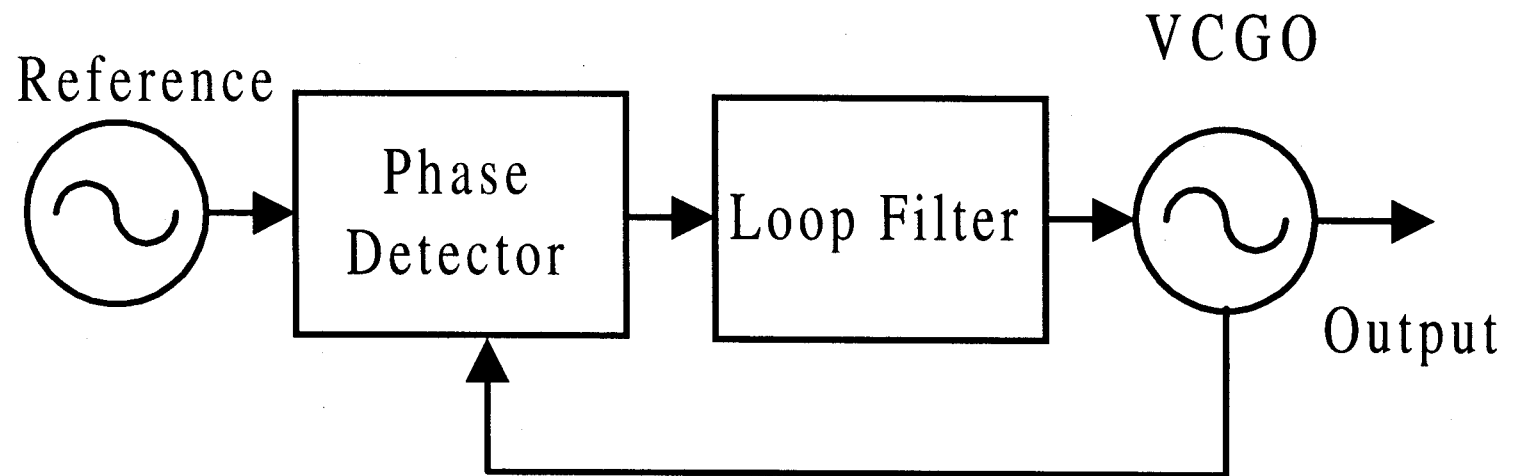 Reference
Phase
Detector
Loop Filter
VCGO
Output